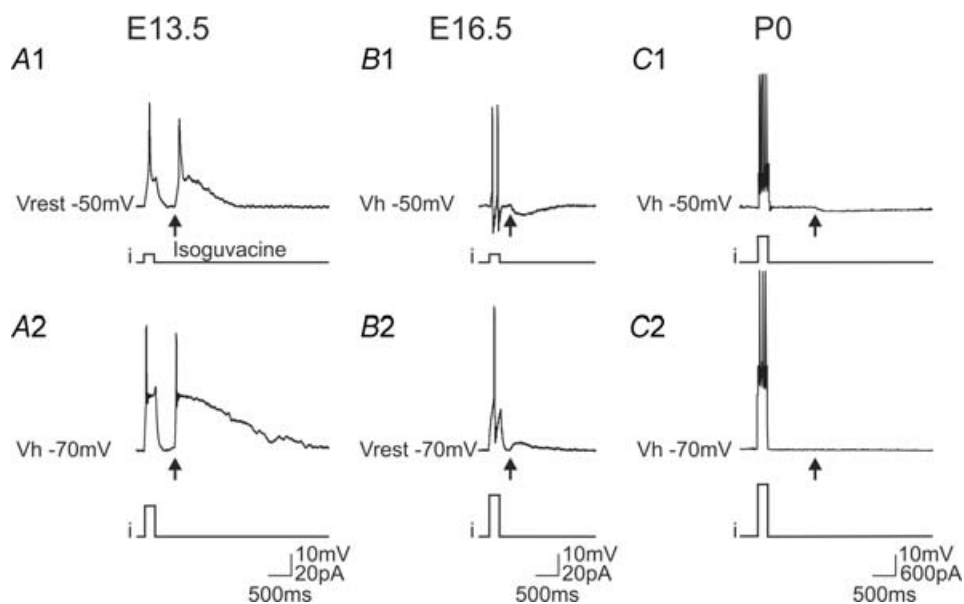 E13.5 E16.5 P0
A1 B1 C1
Vrest -50mV Vh -50mV Vh -50mV
Isoguvacine
i i i
A2 B2 C2
Vh -70mV Vrest -70mV Vh -70mV
i i i
10mV 10mV 10mV
20pA 20pA 600pA
500ms 500ms 500ms